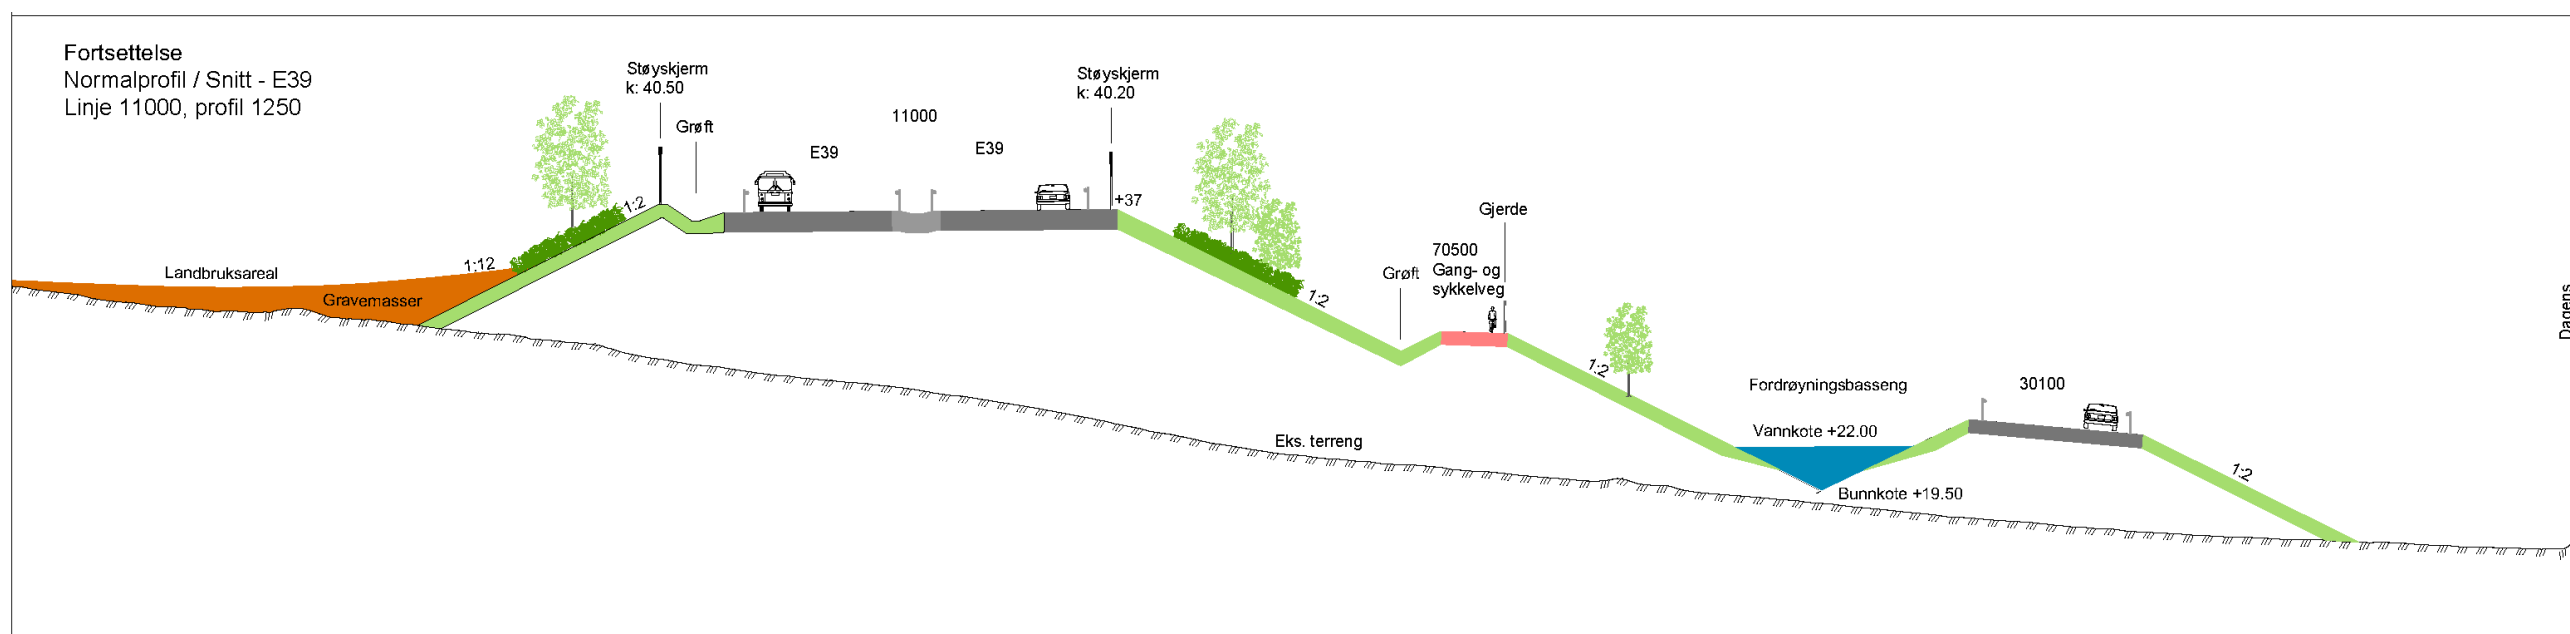 Fortsettelse
Normalprofil / Snitt - E39
Linje 11000, profil 1250
Støyskjerm
k: 40.50
Grøft
E39
11000
E39
Støyskjerm
k: 40.20
+37
1:2
1:12
Landbruksareal
Gravemasser
1:2
Grøft
70500
Gang- og
sykkelveg
Gjerde
1:2
Eks. terreng
Fordrøyningsbasseng
Vannkote +22.00
Bunnkote +19.50
30100
1:2
Dagens